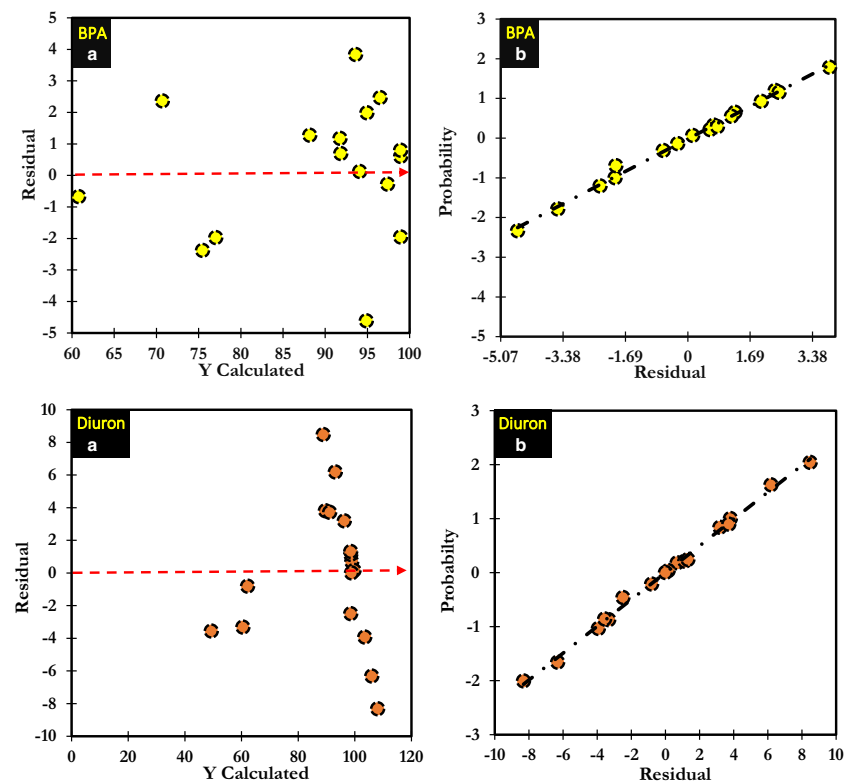 BPA
a
5
4
3
2
1
0
-1
-2
-3
-4
-5
Residual
60 65 70 75 80 85 90 95 100
Y Calculated
BPA
b
3
2
1
0
-1
-2
-3
-4
-5
Probability
-5.07 -3.38 -1.69 0 1.69 3.38
Residual
Diuron
a
10
8
6
4
2
0
-2
-4
-6
-8
-10
Residual
0 20 40 60 80 100 120
Y Calculated
Diuron
b
3
2
1
0
-1
-2
-3
Probabilty
-10 -8 -6 -4 -2 0 2 4 6 8 10
Residual